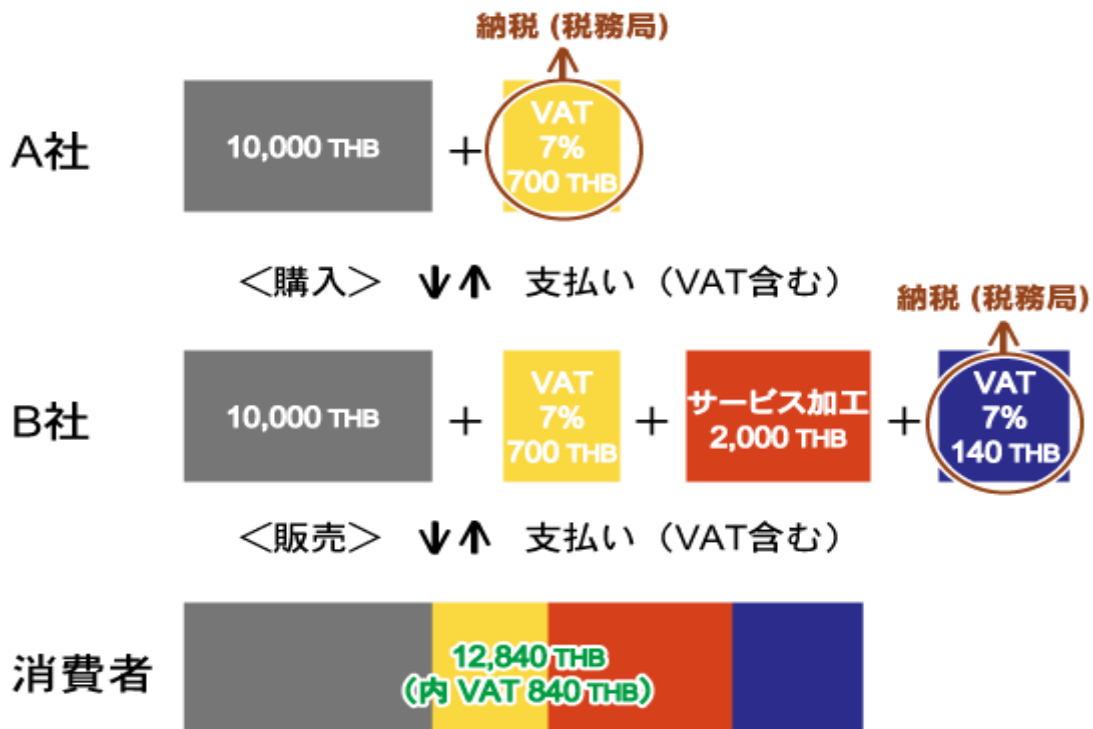 納税 (税務局)
A社
10,000 THB
+
VAT
7%
700 THB
＜購入＞ ↓↑ 支払い（VAT含む）
納税 (税務局)
B社
10,000 THB
+
VAT
7%
700 THB
+
サービス加工
2,000 THB
+
VAT
7%
140 THB
＜販売＞ ↓↑ 支払い（VAT含む）
消費者
12,840 THB
（内 VAT 840 THB）